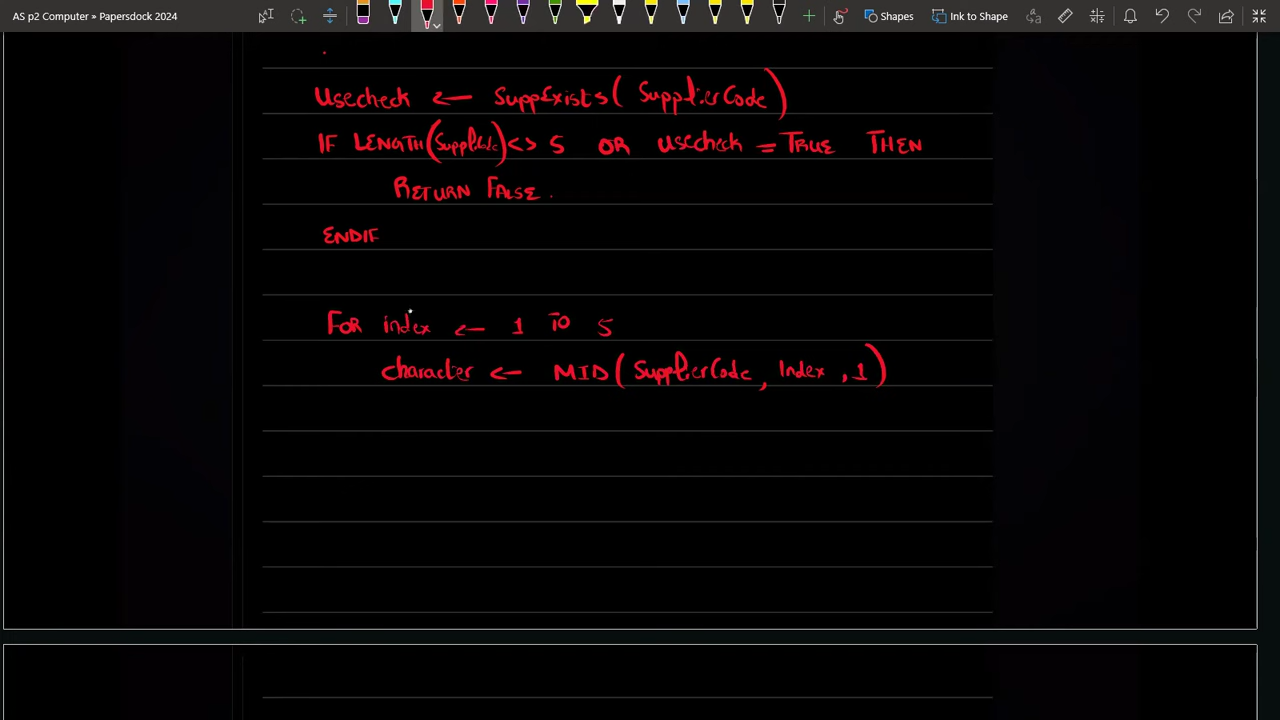 AS p2 Computer » Papersdock 2024
Shapes
Ink to Shape
Usecheck ← SuppExists( SupplierCode )
IF LENGTH(SupplCode) <> 5 OR usecheck = TRUE THEN
RETURN FALSE.
ENDIF
FOR index ← 1 TO 5
character ← MID( SupplierCode, Index, 1 )